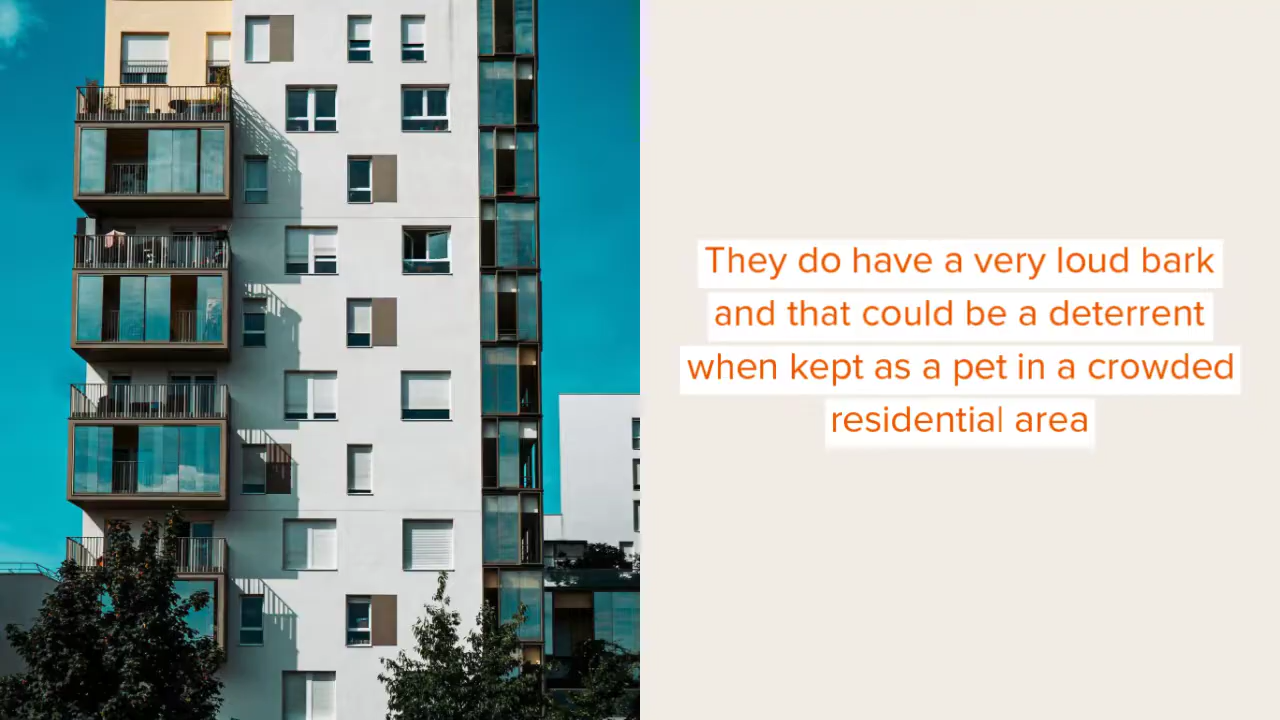 They do have a very loud bark
and that could be a deterrent
when kept as a pet in a crowded
residential area